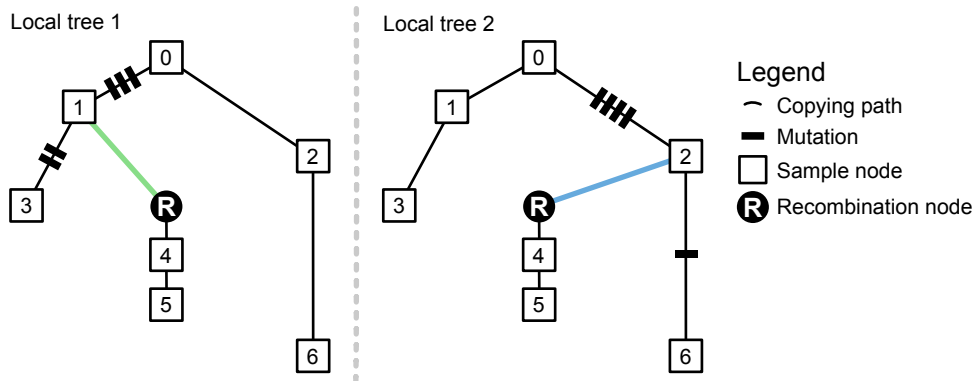 Local tree 1
0
1
2
3
R
4
5
6
Local tree 2
0
1
2
3
R
4
5
6
Legend
Copying path
Mutation
Sample node
R Recombination node